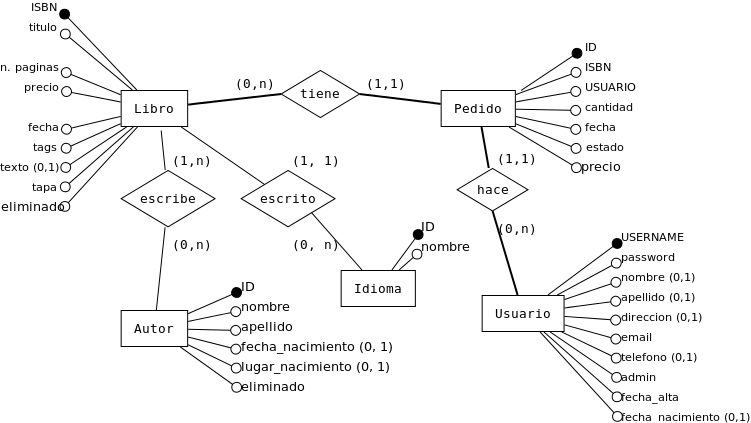 ISBN
titulo
n. paginas
precio
fecha
tags
texto (0,1)
tapa
eliminado
Libro
(0,n)
tiene
(1,1)
Pedido
ID
ISBN
USUARIO
cantidad
fecha
estado
precio
(1,n)
escribe
(0,n)
(1, 1)
escrito
(0, n)
(1,1)
hace
(0,n)
ID
nombre
Idioma
Autor
ID
nombre
apellido
fecha_nacimiento (0, 1)
lugar_nacimiento (0, 1)
eliminado
Usuario
USERNAME
password
nombre (0,1)
apellido (0,1)
direccion (0,1)
email
telefono (0,1)
admin
fecha_alta
fecha_nacimiento (0,1)